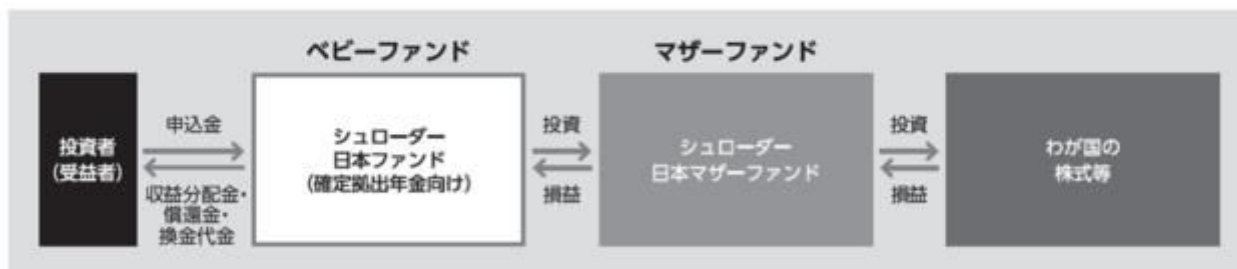 ベビーファンド
マザーファンド
投資者
(受益者)
申込金
収益分配金・
償還金・
換金代金
シュローダー
日本ファンド
(確定拠出年金向け)
投資
損益
シュローダー
日本マザーファンド
投資
損益
わが国の
株式等